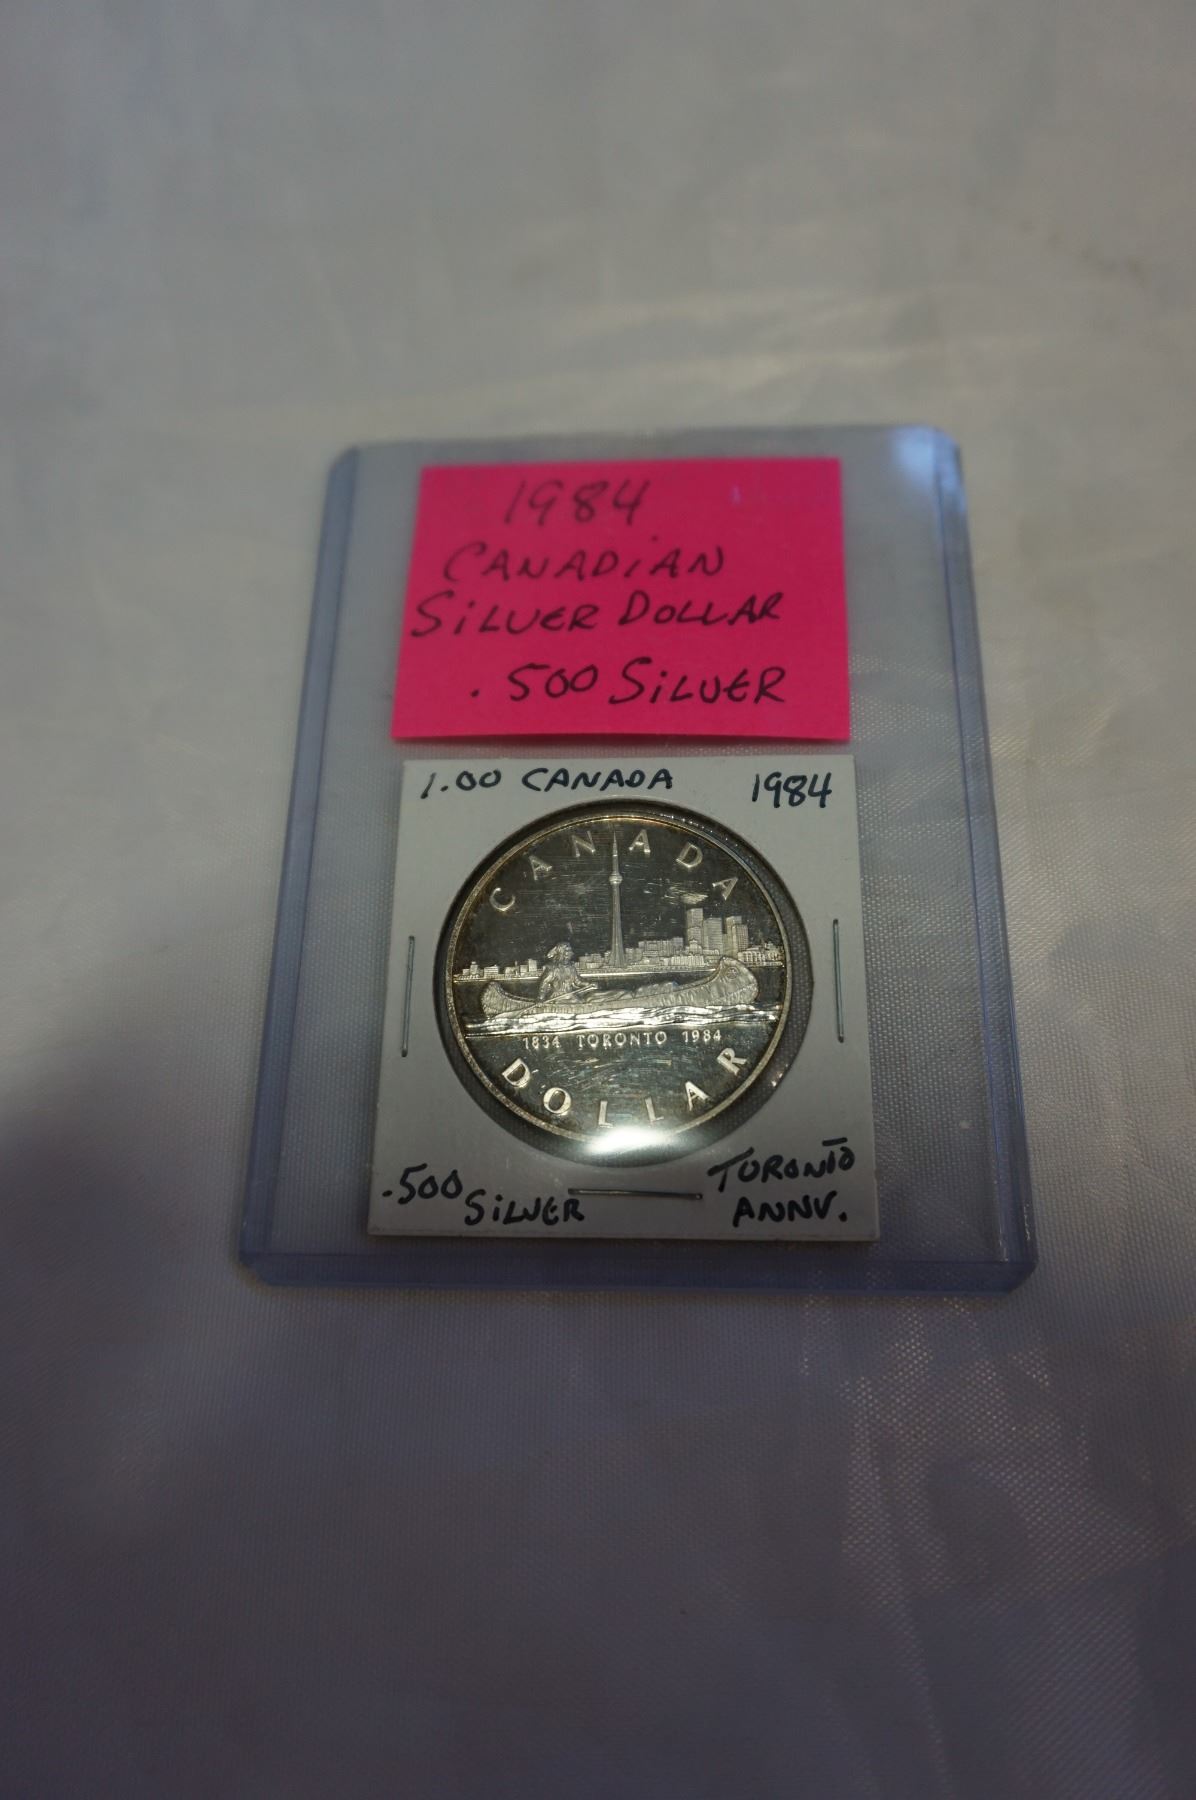 1984
CANADIAN
SILVER DOLLAR
.500 SILVER
1.00 CANADA 1984
CANADA
1834 TORONTO 1984
DOLLAR
.500 SILVER
TORONTO
ANNV.